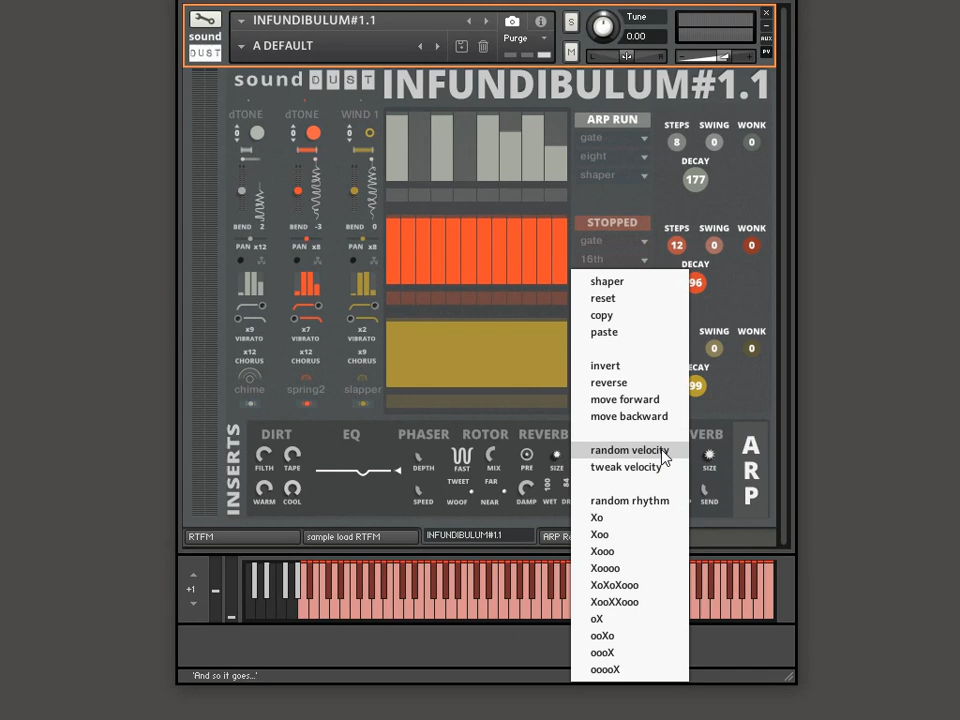 INFUNDIBULUM#1.1
sound
DUST
A DEFAULT
Purge
S
M
Tune
0.00
L R
AUX
PV
sound DUST INFUNDIBULUM#1.1
dTONE dTONE WIND 1
0 0 0
BEND 2 BEND -3 BEND 0
PAN x12 PAN x8 PAN x8
x9 x7 x2
VIBRATO VIBRATO VIBRATO
x12 x12 x9
CHORUS CHORUS CHORUS
chime spring2 slapper
ARP RUN
gate
eight
shaper
STEPS SWING WONK
8 0 0
DECAY
177
STOPPED
gate
16th
STEPS SWING WONK
12 0 0
DECAY
96
SWING WONK
0 0
DECAY
99
shaper
reset
copy
paste
invert
reverse
move forward
move backward
random velocity
tweak velocity
random rhythm
Xo
Xoo
Xooo
Xoooo
XoXoXooo
XooXXooo
oX
ooXo
oooX
ooooX
INSERTS
DIRT EQ PHASER ROTOR REVERB
FILTH TAPE
WARM COOL
DEPTH
SPEED
FAST MIX
TWEET FAR
WOOF NEAR
PRE SIZE
DAMP WET
100 84
VERB
SIZE
SEND
ARP
RTFM
sample load RTFM
INFUNDIBULUM#1.1
+1
'And so it goes...'